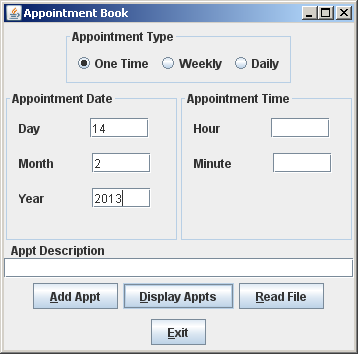 Appointment Book
Appointment Type
One Time Weekly Daily
Appointment Date
Day 14
Month 2
Year 2013
Appointment Time
Hour
Minute
Appt Description
Add Appt Display Appts Read File
Exit